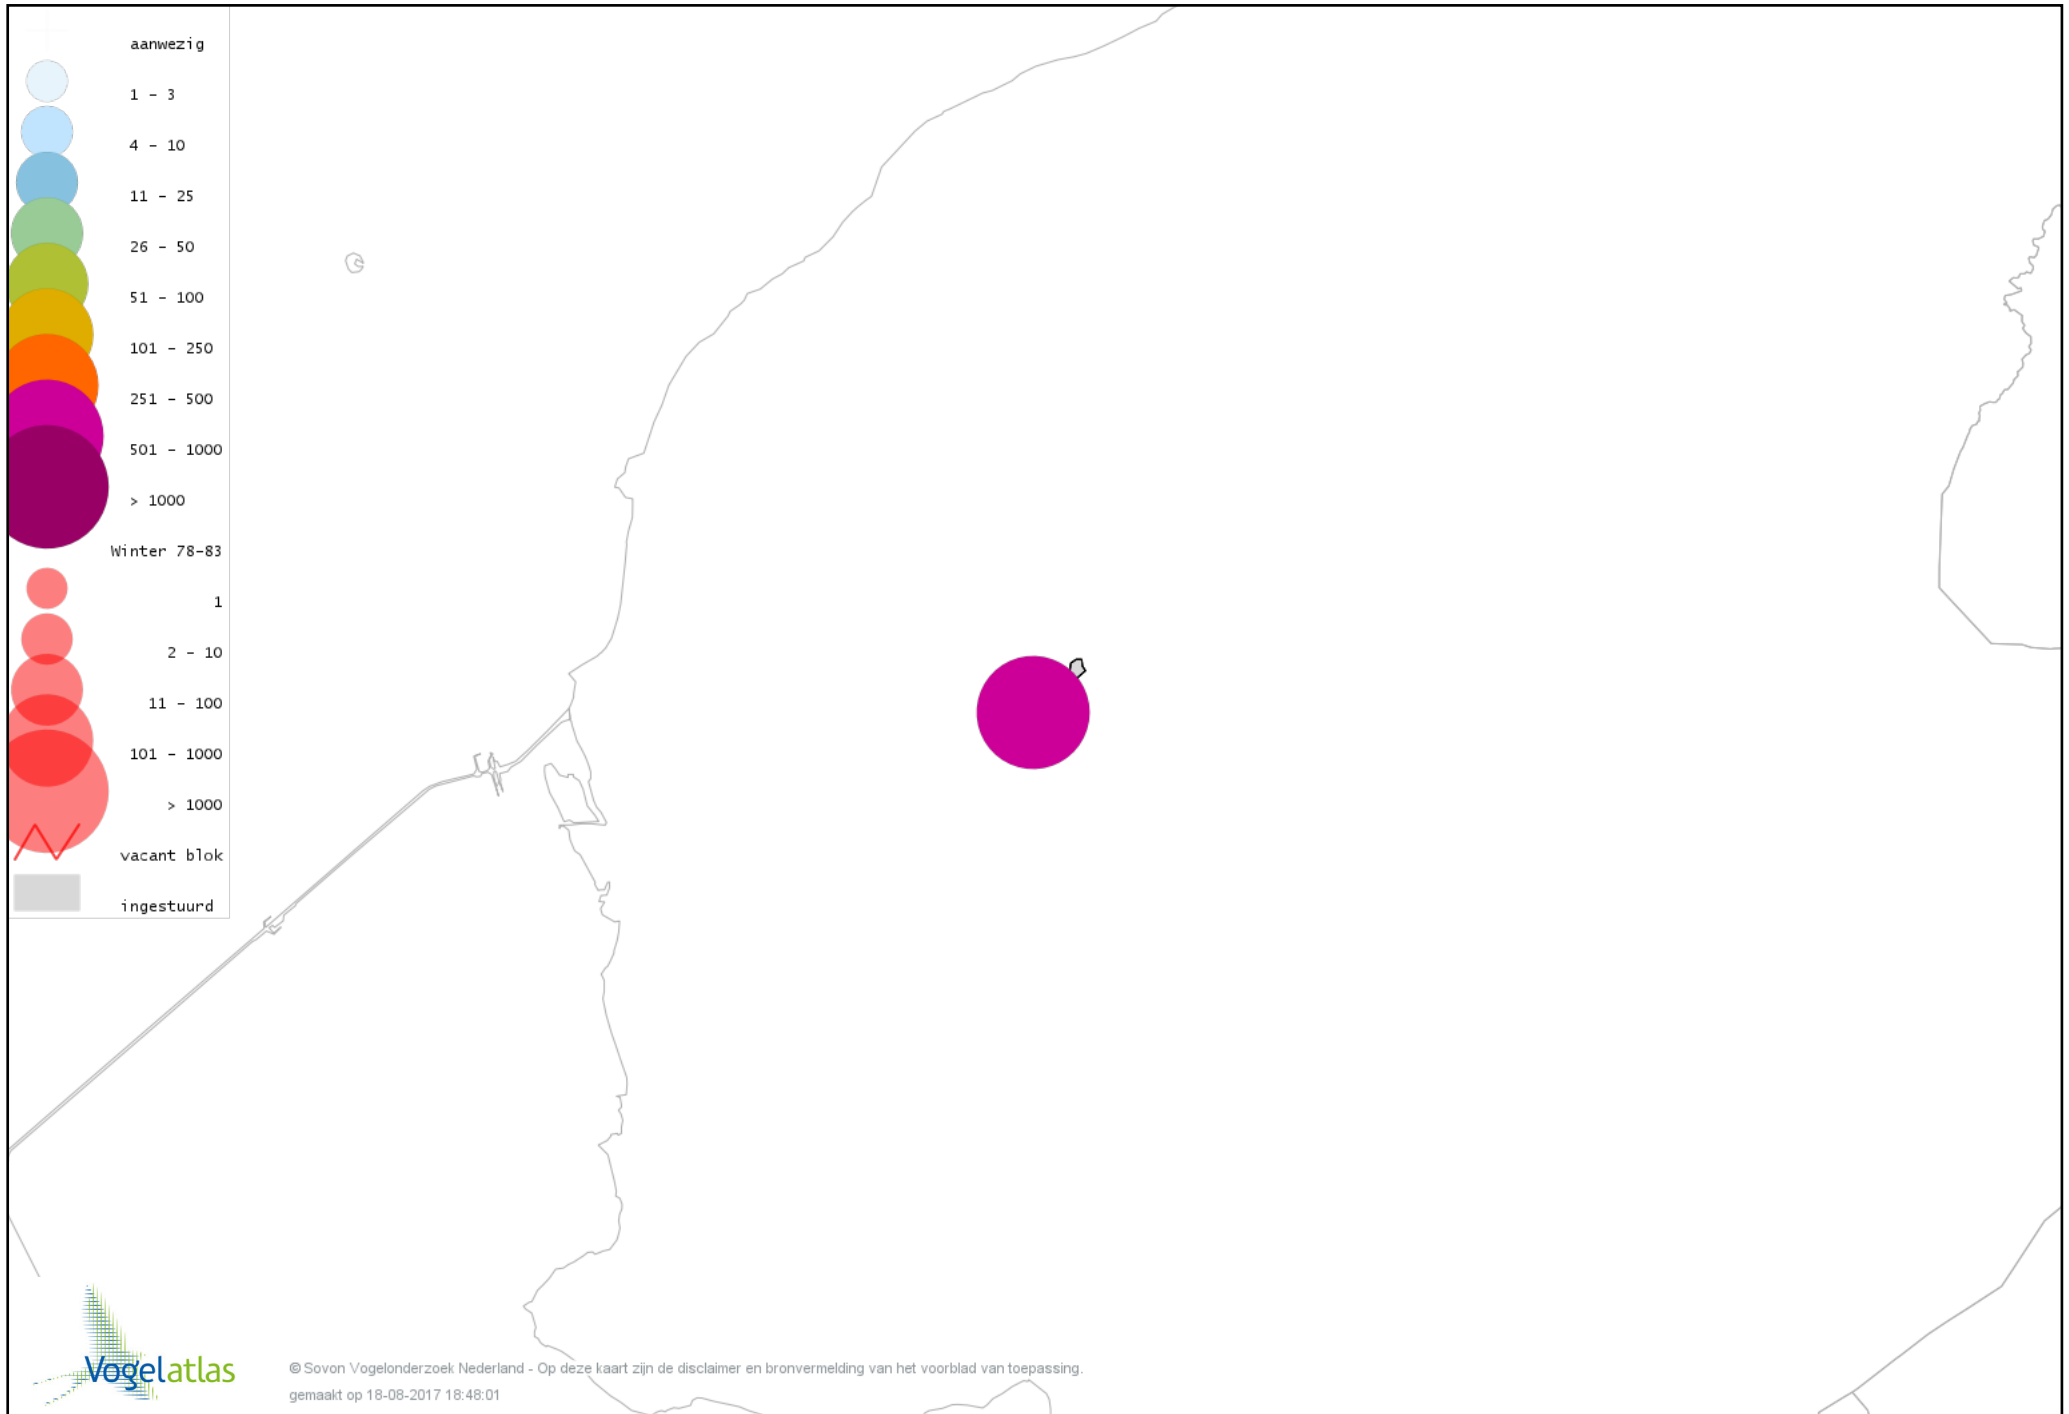 aanwezig
1 - 3
4 - 10
11 - 25
26 - 50
51 - 100
101 - 250
251 - 500
501 - 1000
> 1000
Winter 78-83
1
2 - 10
11 - 100
101 - 1000
> 1000
vacant blok
ingestuurd
Vogelatlas
© Sovon Vogelonderzoek Nederland - Op deze kaart zijn de disclaimer en bronvermelding van het voorblad van toepassing.
gemaakt op 18-08-2017 18:48:01